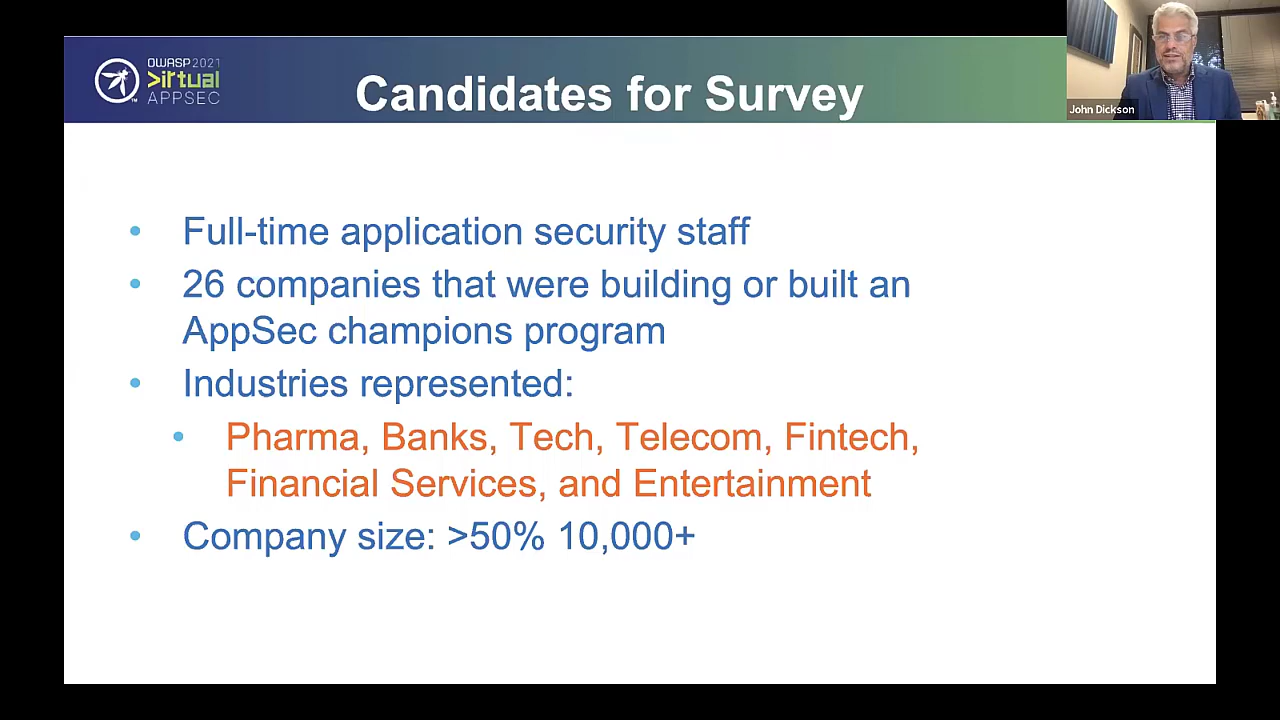 OWASP 2021
>irtual
APPSEC
Candidates for Survey
John Dickson
• Full-time application security staff
• 26 companies that were building or built an
AppSec champions program
• Industries represented:
• Pharma, Banks, Tech, Telecom, Fintech,
Financial Services, and Entertainment
• Company size: >50% 10,000+